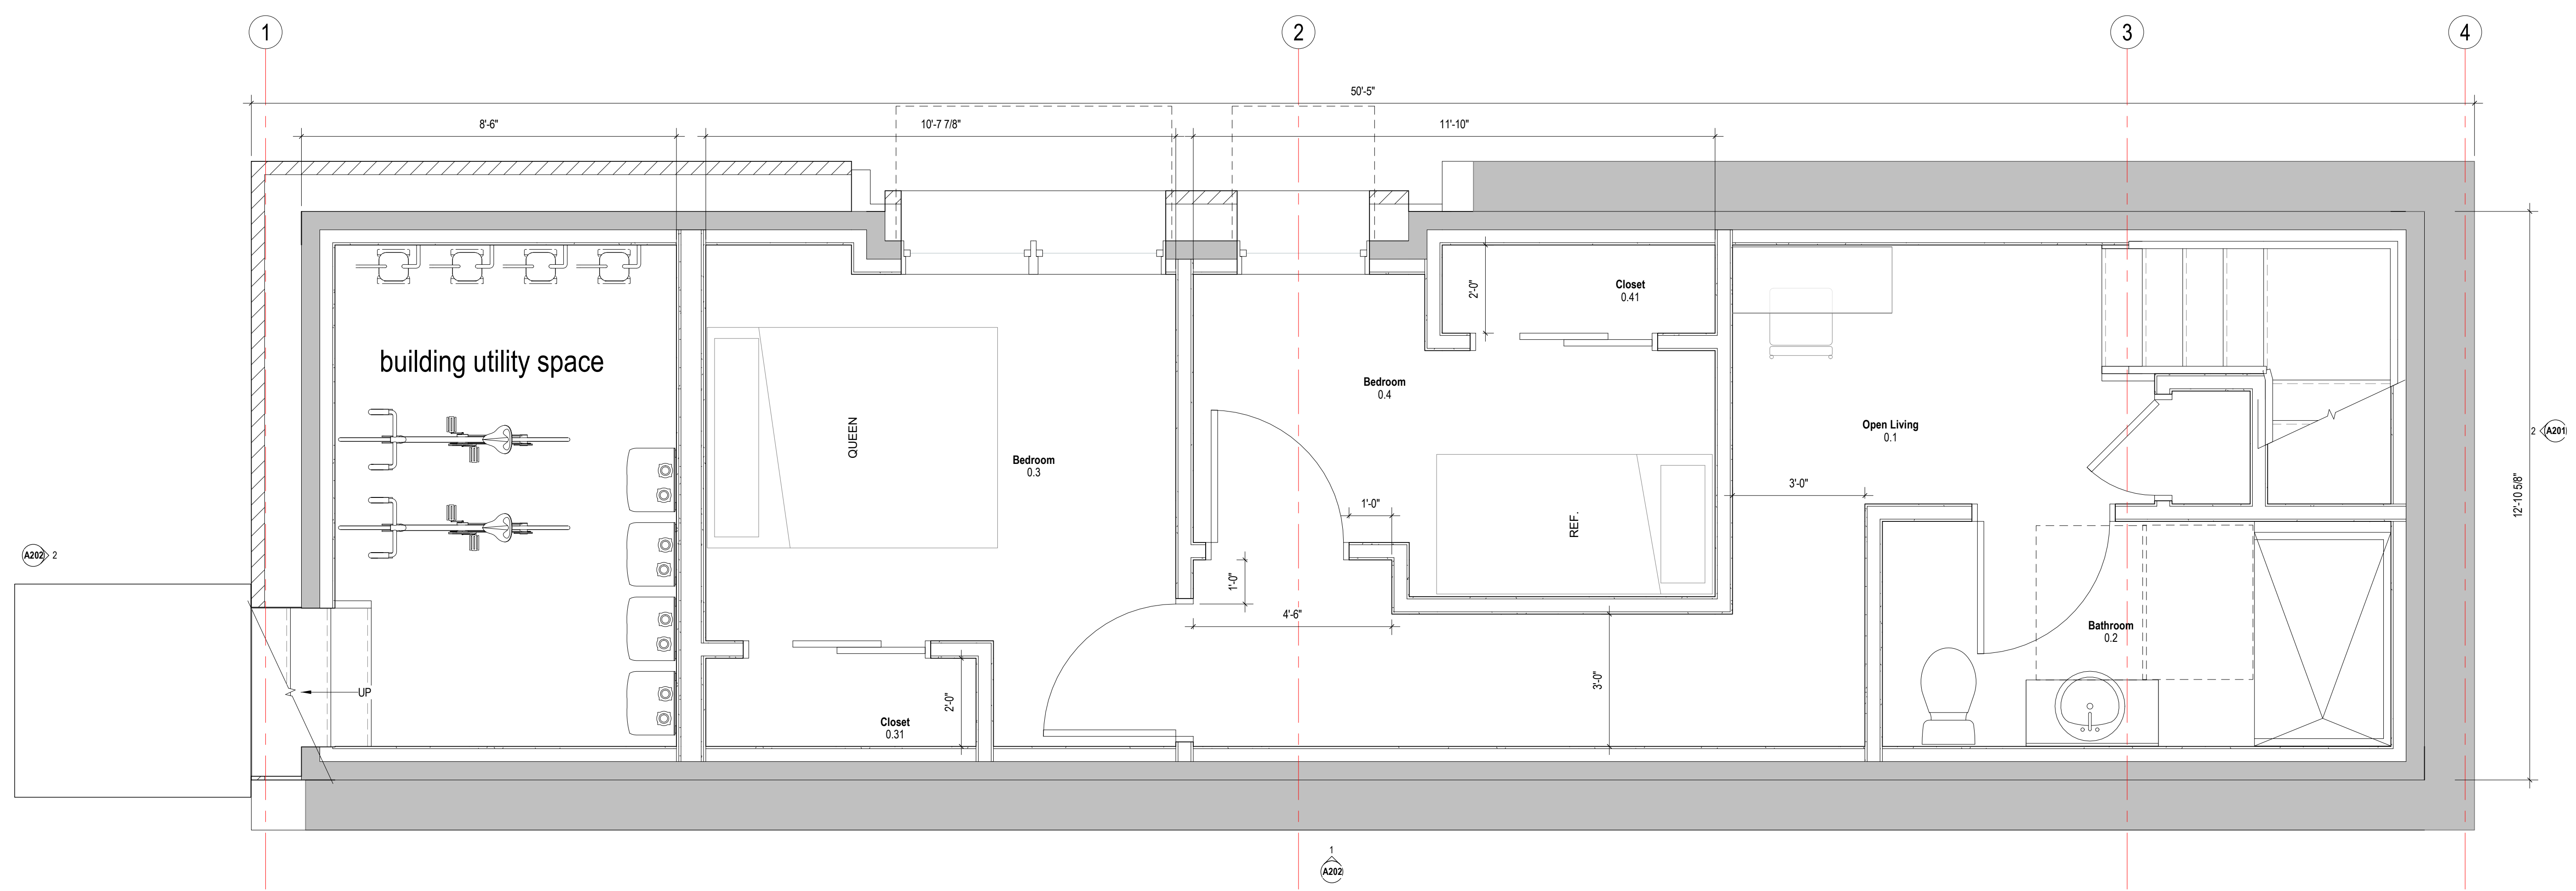 1
2
3
4
50'-5"
8'-6"
10'-7 7/8"
11'-10"
2'-0"
Closet
0.41
building utility space
Bedroom
0.4
QUEEN
Bedroom
0.3
Open Living
0.1
2
A201
3'-0"
12'-10 5/8"
1'-0"
REF.
A202
2
1'-0"
4'-6"
Bathroom
0.2
UP
3'-0"
2'-0"
Closet
0.31
1
A202